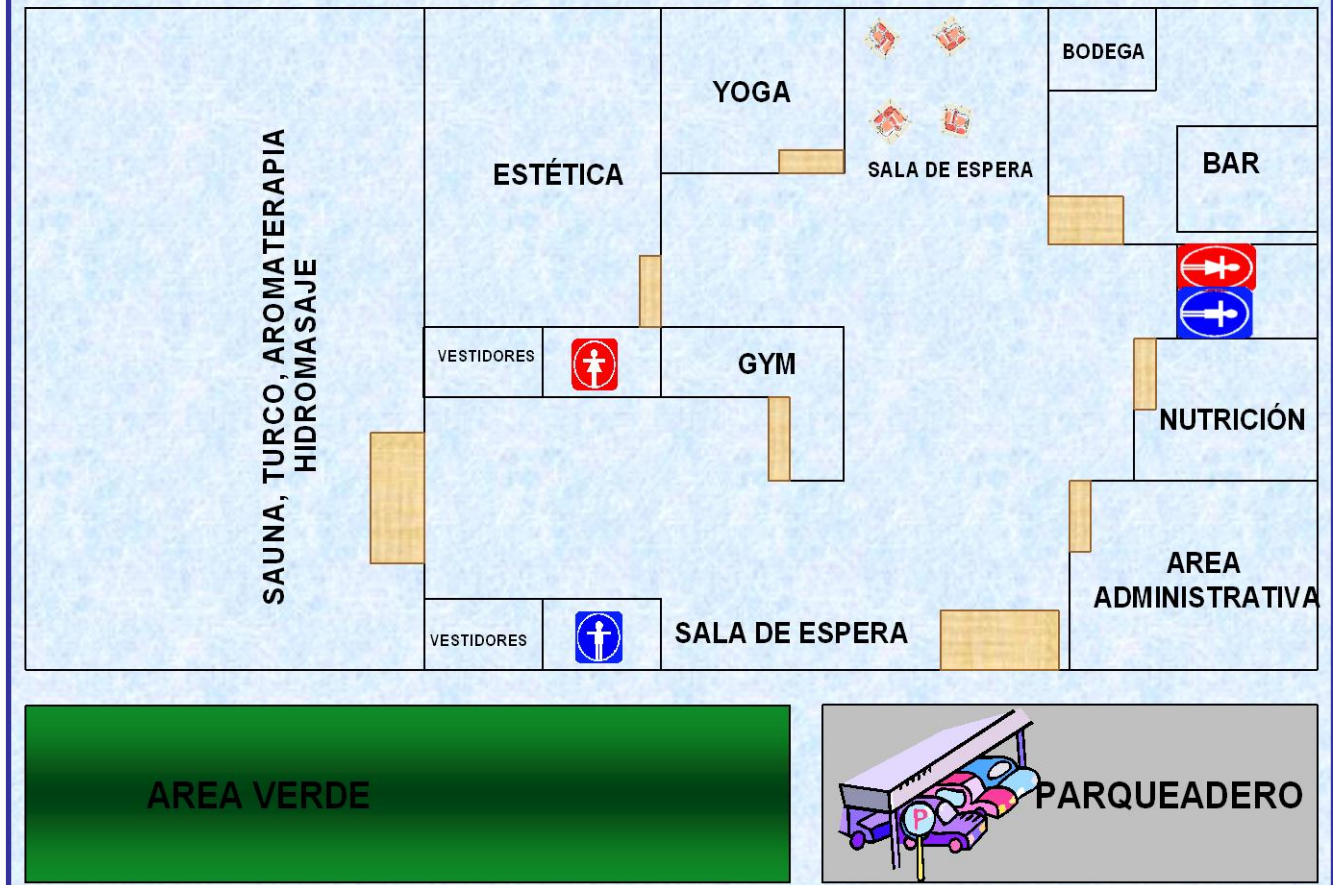 BODEGA
YOGA
BAR
SALA DE ESPERA
ESTÉTICA
SAUNA, TURCO, AROMATERAPIA
HIDROMASAJE
VESTIDORES
GYM
NUTRICIÓN
AREA
ADMINISTRATIVA
VESTIDORES
SALA DE ESPERA
AREA VERDE
P
PARQUEADERO